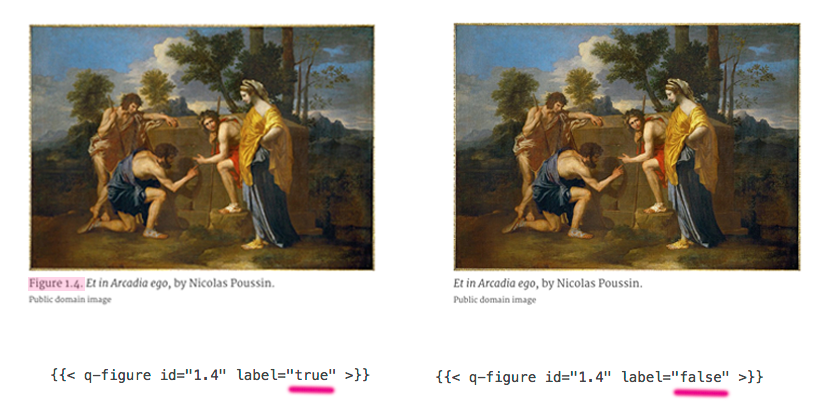 Figure 1.4. Et in Arcadia ego, by Nicolas Poussin.
Public domain image
{{< q-figure id="1.4" label="true" >}}
Et in Arcadia ego, by Nicolas Poussin.
Public domain image
{{< q-figure id="1.4" label="false" >}}